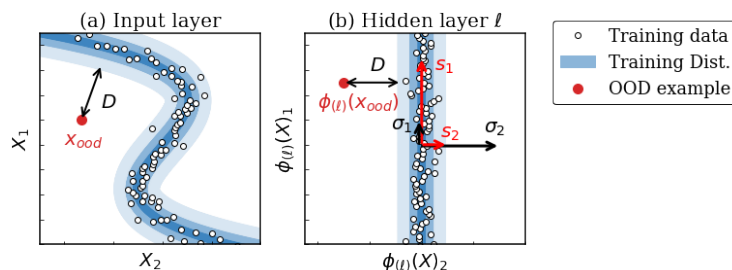 (a) Input layer
(b) Hidden layer ℓ
D
x_ood
X_1
X_2
D
s_1
ϕ_(ℓ)(x_ood)
σ_1
s_2
σ_2
ϕ_(ℓ)(X)_1
ϕ_(ℓ)(X)_2
Training data
Training Dist.
OOD example